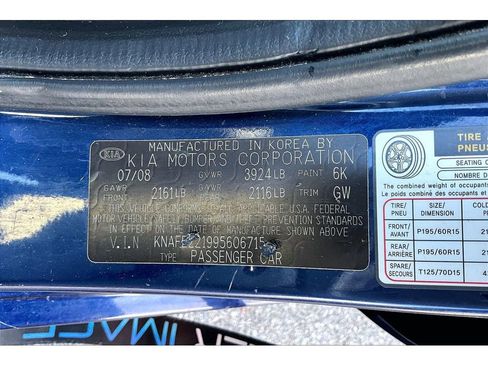 MANUFACTURED IN KOREA BY
KIA
KIA MOTORS CORPORATION
07/08 GVWR 3924LB PAINT 6K
GAWR 2161LB GAWR 2116LB TRIM GW
THIS VEHICLE CONFORMS TO ALL APPLICABLE U.S.A. FEDERAL
MOTOR VEHICLE SAFETY, BUMPER AND THEFT PREVENTION STANDARDS IN EFFECT
ON THE DATE OF MANUFACTURE SHOWN ABOVE
V.I.N
TYPE: PASSENGER CAR
TIRE
PNEU
SEATING
NOMBRE DE
The combined weight of occupants
Le poids combiné des occupants
TIRE/ SIZE/
PNEU DIMENSION
FRONT/
AVANT P195/60R15
REAR/
ARRIÈRE P195/60R15
SPARE/
SECOURS T125/70D15
IMAGE